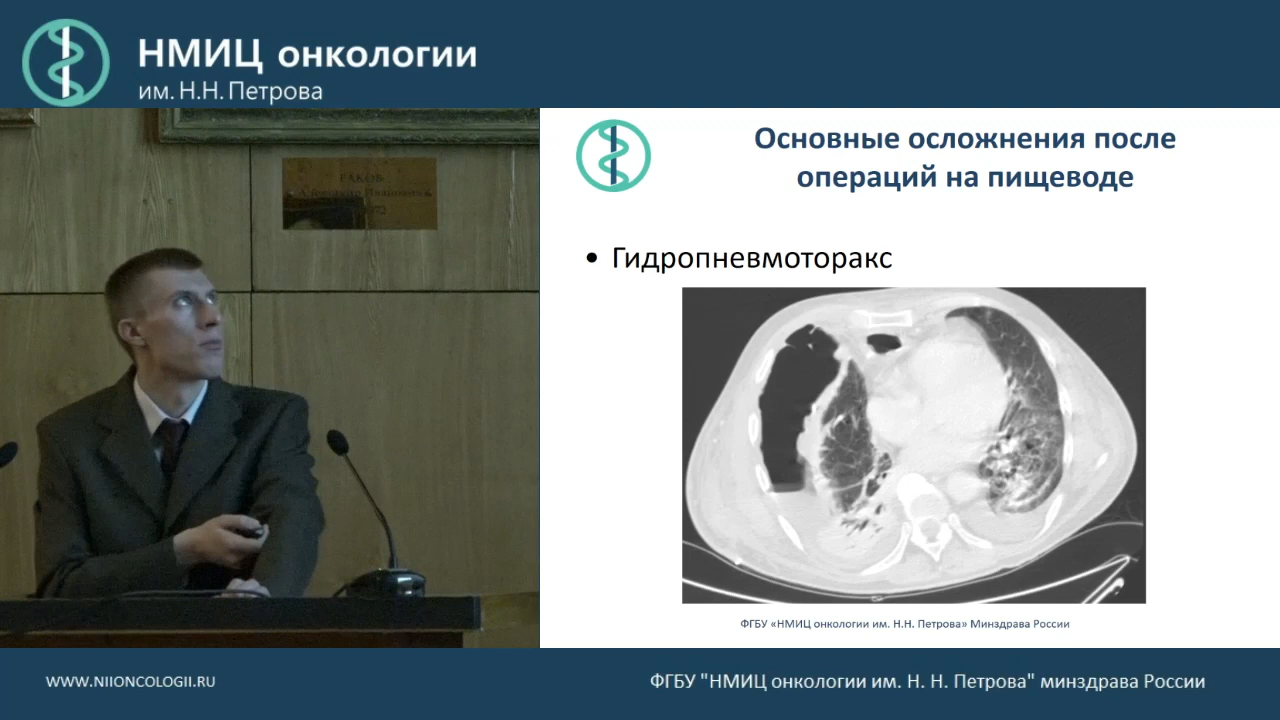 НМИЦ онкологии
им. Н.Н. Петрова
РАКОВ
Основные осложнения после
операций на пищеводе
• Гидропневмоторакс
ФГБУ «НМИЦ онкологии им. Н.Н. Петрова» Минздрава России
WWW.NIIONCOLOGII.RU
ФГБУ "НМИЦ онкологии им. Н. Н. Петрова" минздрава России